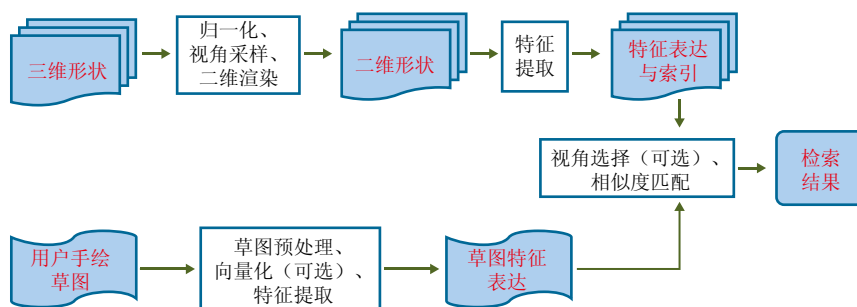 三维形状
归一化、
视角采样、
二维渲染
二维形状
特征
提取
特征表达
与索引
视角选择（可选）、
相似度匹配
检索
结果
用户手绘
草图
草图预处理、
向量化（可选）、
特征提取
草图特征
表达